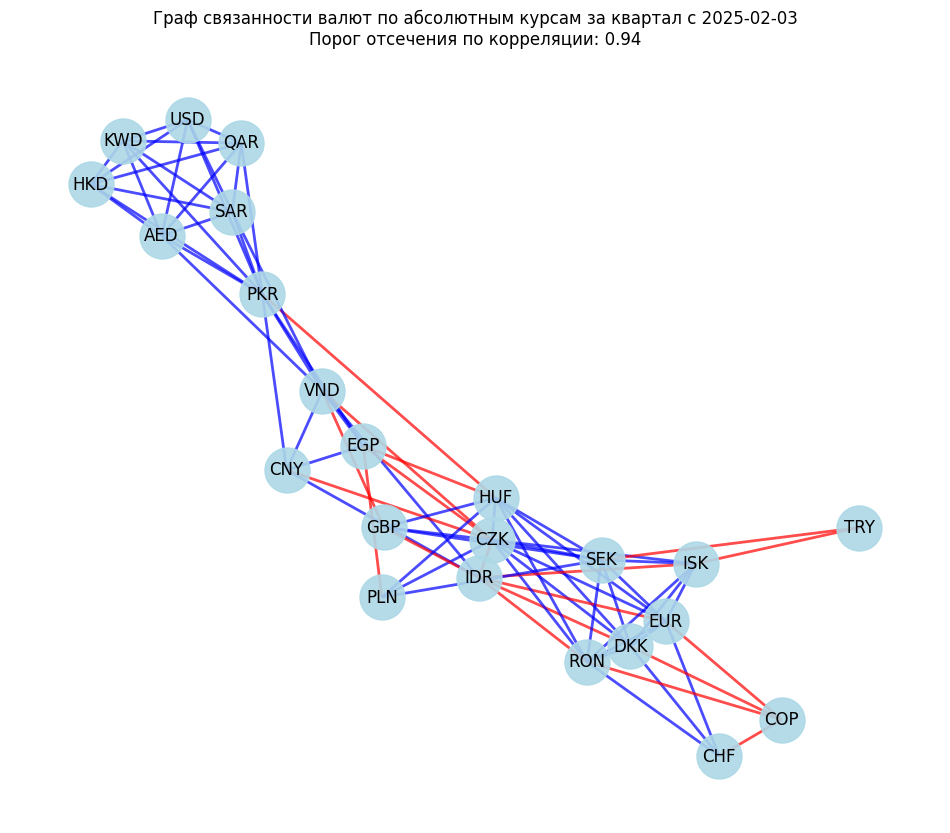 Граф связанности валют по абсолютным курсам за квартал с 2025-02-03
Порог отсечения по корреляции: 0.94
USD
KWD
QAR
HKD
SAR
AED
PKR
VND
EGP
CNY
HUF
GBP
TRY
CZK
SEK
ISK
IDR
PLN
EUR
DKK
RON
COP
CHF